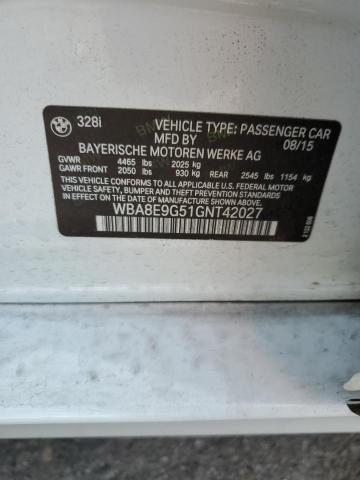 328i
VEHICLE TYPE: PASSENGER CAR
MFD BY 08/15
BAYERISCHE MOTOREN WERKE AG
GVWR 4465 lbs 2025 kg
GAWR FRONT 2050 lbs 930 kg REAR 2545 lbs 1154 kg
THIS VEHICLE CONFORMS TO ALL APPLICABLE U.S. FEDERAL MOTOR
VEHICLE SAFETY, BUMPER, AND THEFT PREVENTION STANDARDS
IN EFFECT ON THE DATE OF MANUFACTURE SHOWN ABOVE.
WBA8E9G51GNT42027